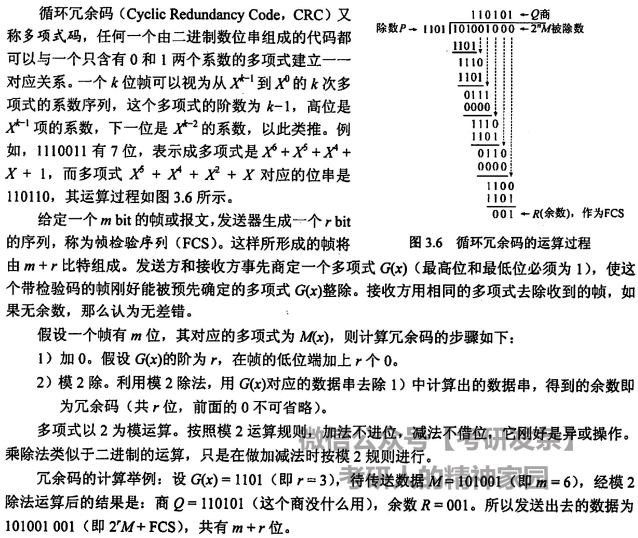 循环冗余码（Cyclic Redundancy Code，CRC）又
称多项式码，任何一个由二进制数位串组成的代码都
可以与一个只含有 0 和 1 两个系数的多项式建立一一
对应关系。一个 k 位帧可以视为从 X^{k-1} 到 X^0 的 k 次多
项式的系数序列，这个多项式的阶数为 k−1，高位是
X^{k-1} 项的系数，下一位是 X^{k-2} 的系数，以此类推。例
如，1110011 有 7 位，表示成多项式是 X^6 + X^5 + X^4 +
X + 1，而多项式 X^5 + X^4 + X^2 + X 对应的位串是
110110，其运算过程如图 3.6 所示。
给定一个 m bit 的帧或报文，发送器生成一个 r bit
的序列，称为帧检验序列（FCS）。这样所形成的帧将
110101 ←Q商
除数P → 1101 101001000 ←2^nM被除数
1101
1110
1101
0111
0000
1110
1101
0110
0000
1100
1101
001 ←R(余数)，作为FCS
图 3.6 循环冗余码的运算过程
由 m + r 比特组成。发送方和接收方事先商定一个多项式 G(x)（最高位和最低位必须为 1），使这
个带检验码的帧刚好能被预先确定的多项式 G(x)整除。接收方用相同的多项式去除收到的帧，如
果无余数，那么认为无差错。
假设一个帧有 m 位，其对应的多项式为 M(x)，则计算冗余码的步骤如下：
1）加 0。假设 G(x)的阶为 r，在帧的低位端加上 r 个 0。
2）模 2 除。利用模 2 除法，用 G(x)对应的数据串去除 1）中计算出的数据串，得到的余数即
为冗余码（共 r 位，前面的 0 不可省略）。
多项式以 2 为模运算。按照模 2 运算规则，加法不进位，减法不借位，它刚好是异或操作。
乘除法类似于二进制的运算，只是在做加减法时按模 2 规则进行。
冗余码的计算举例：设 G(x) = 1101（即 r = 3），待传送数据 M = 101001（即 m = 6），经模 2
除法运算后的结果是：商 Q = 110101（这个商没什么用），余数 R = 001。所以发送出去的数据为
101001 001（即 2^rM + FCS），共有 m + r 位。
微信公众号【考研发条】
考研人的精神家园